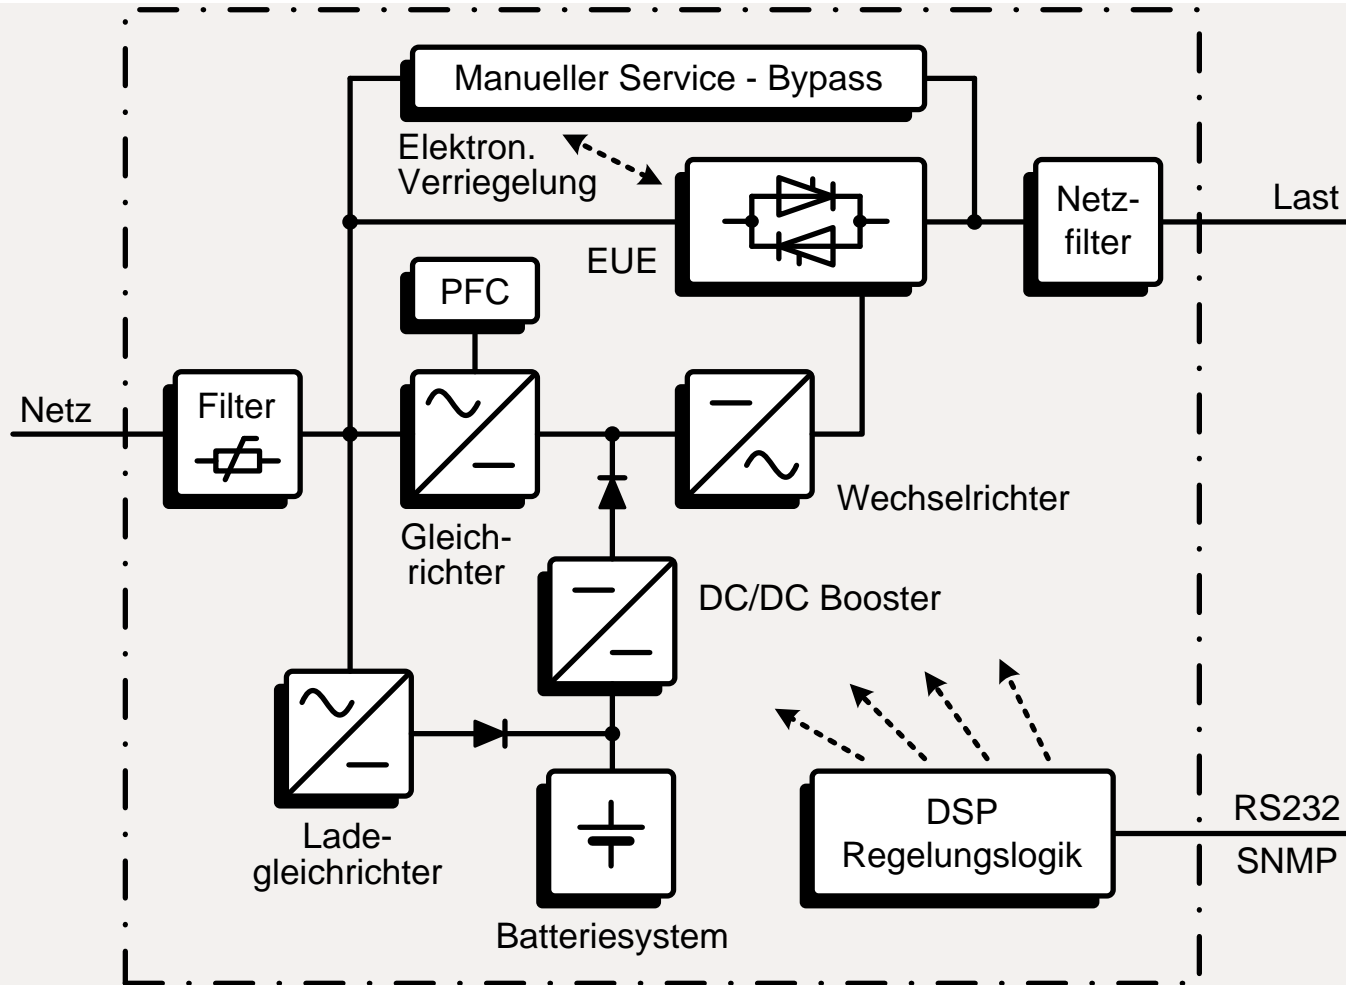 Manueller Service - Bypass
Elektron.
Verriegelung
Netz-
filter
Last
EUE
PFC
Netz
Filter
Gleich-
richter
Wechselrichter
DC/DC Booster
Lade-
gleichrichter
DSP
Regelungslogik
RS232
SNMP
Batteriesystem